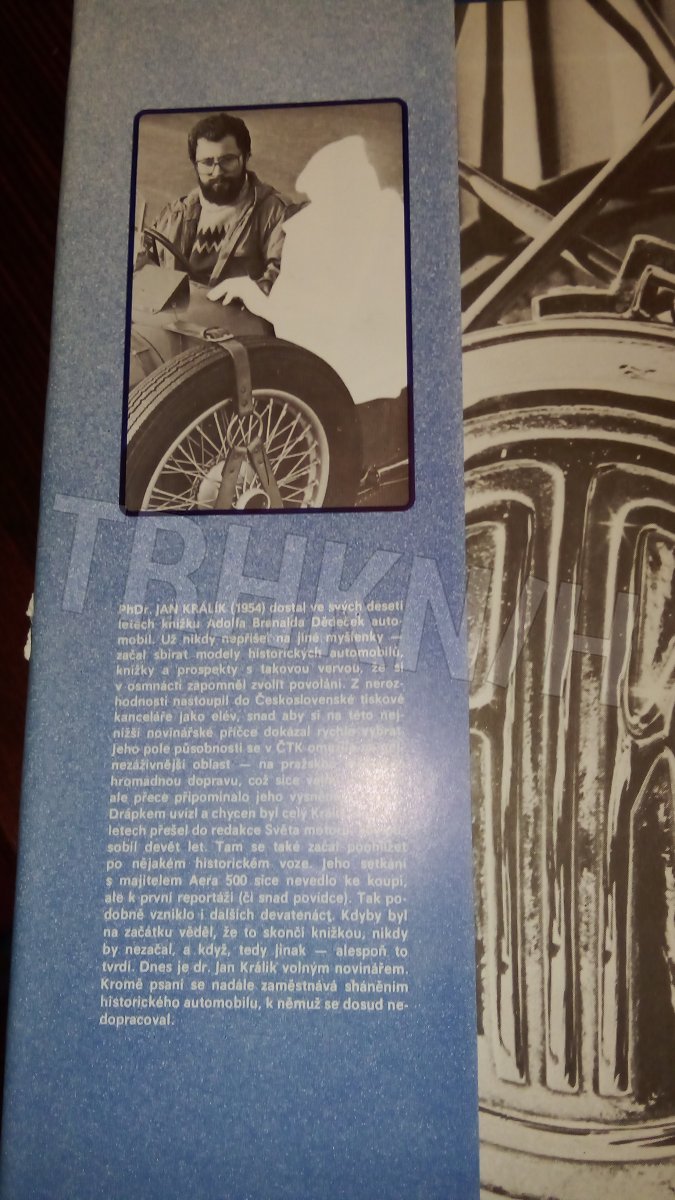 TRHKNIH
PhDr. JAN KRÁLÍK (1954) dostal ve svých deseti
letech knížku Adolfa Branalda Dědeček auto-
mobil. Už nikdy nepřišel na jiné myšlenky —
začal sbírat modely historických automobilů,
knížky a prospekty s takovou vervou, že si
v osmnácti zapomněl zvolit povolání. Z neroz-
hodnosti nastoupil do Československé tiskové
kanceláře jako elév, snad aby si na této nej-
nižší novinářské příčce dokázal rychle vybrat.
Jeho pole působnosti se v ČTK
nezáživnější oblast — na
hromadnou dopravu, což sice
ale přece připomínalo jeho
Drápkem uvízl a chycen byl celý
letech přešel do redakce Světa
sobil devět let. Tam se také začal poohlížet
po nějakém historickém voze. Jeho setkání
s majitelem Aera 500 sice nevedlo ke koupi,
ale k první reportáži (či snad povídce). Tak po-
dobně vzniklo i dalších devatenáct. Kdyby byl
na začátku věděl, že to skončí knížkou, nikdy
by nezačal, a když, tedy jinak — alespoň to
tvrdí. Dnes je dr. Jan Králík volným novinářem.
Kromě psaní se nadále zaměstnává sháněním
historického automobilu, k němuž se dosud ne-
dopracoval.